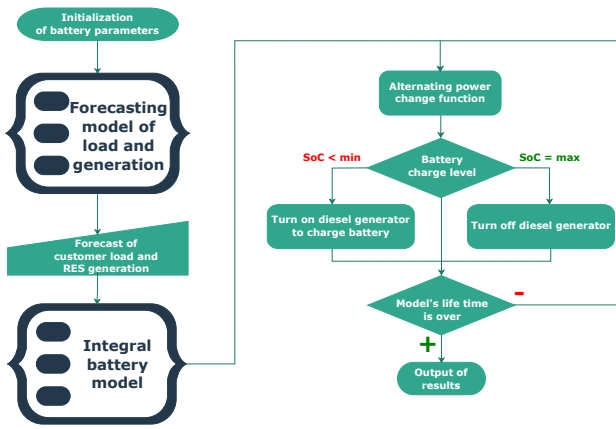 Initialization
of battery parameters
Forecasting
model of
load and
generation
Forecast of
customer load and
RES generation
Integral
battery
model
Alternating power
change function
SoC < min
Battery
charge level
SoC = max
Turn on diesel generator
to charge battery
Turn off diesel generator
Model's life time
is over
-
+
Output of
results